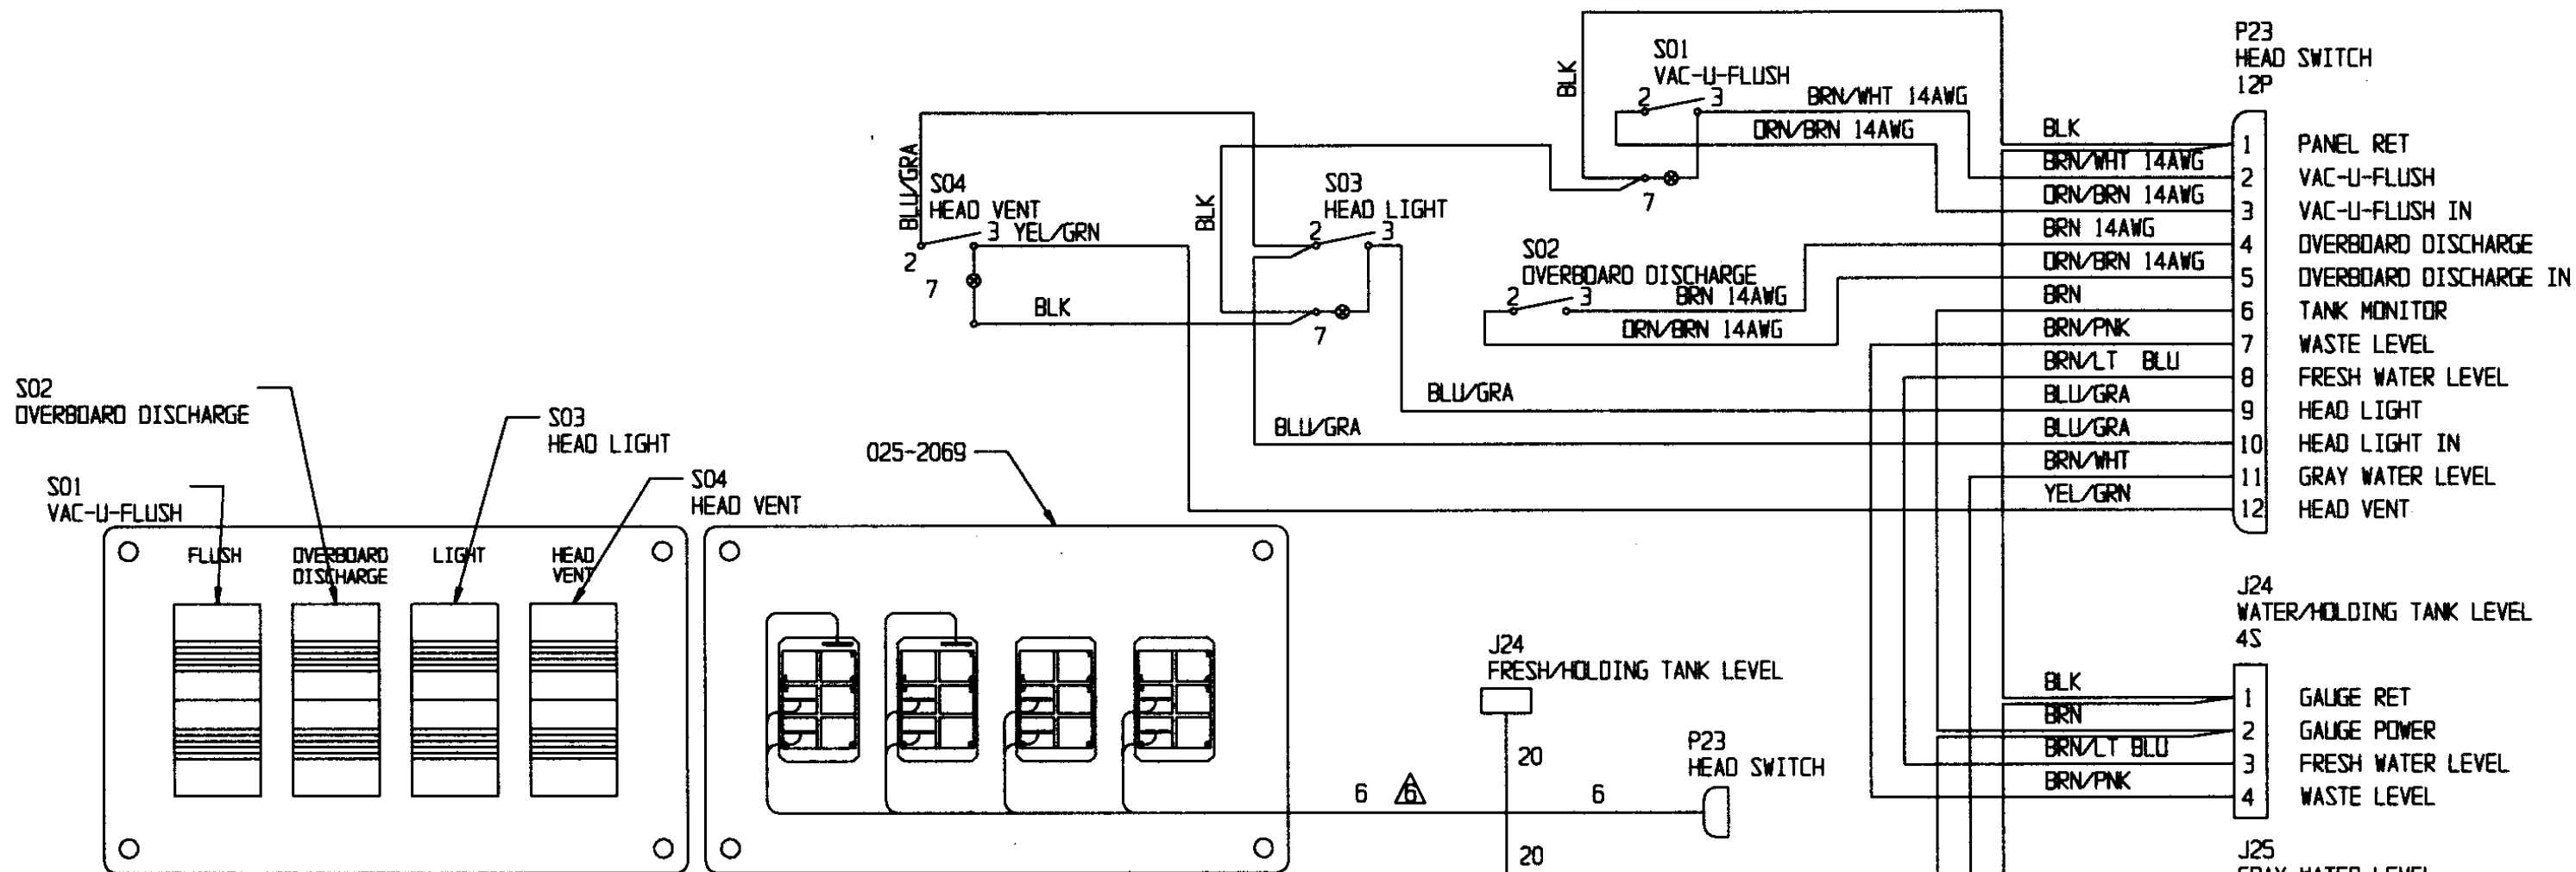 P23
HEAD SWITCH
12P
S01
VAC-U-FLUSH
BLK
2
3
BRN/WHT 14AWG
ORN/BRN 14AWG
7
BLU/GRA
S04
HEAD VENT
3
YEL/GRN
2
7
BLK
BLK
S03
HEAD LIGHT
2
3
7
S02
OVERBOARD DISCHARGE
2
3
BRN 14AWG
ORN/BRN 14AWG
BLU/GRA
BLU/GRA
BLK 1 PANEL RET
BRN/WHT 14AWG 2 VAC-U-FLUSH
ORN/BRN 14AWG 3 VAC-U-FLUSH IN
BRN 14AWG 4 OVERBOARD DISCHARGE
ORN/BRN 14AWG 5 OVERBOARD DISCHARGE IN
BRN 6 TANK MONITOR
BRN/PNK 7 WASTE LEVEL
BRN/LT BLU 8 FRESH WATER LEVEL
BLU/GRA 9 HEAD LIGHT
BLU/GRA 10 HEAD LIGHT IN
BRN/WHT 11 GRAY WATER LEVEL
YEL/GRN 12 HEAD VENT
S02
OVERBOARD DISCHARGE
S03
HEAD LIGHT
S01
VAC-U-FLUSH
S04
HEAD VENT
025-2069
FLUSH
OVERBOARD
DISCHARGE
LIGHT
HEAD
VENT
J24
FRESH/HOLDING TANK LEVEL
20
P23
HEAD SWITCH
6
6
6
20
J24
WATER/HOLDING TANK LEVEL
4S
BLK 1 GAUGE RET
BRN 2 GAUGE POWER
BRN/LT BLU 3 FRESH WATER LEVEL
BRN/PNK 4 WASTE LEVEL
J25
GRAY WATER LEVEL